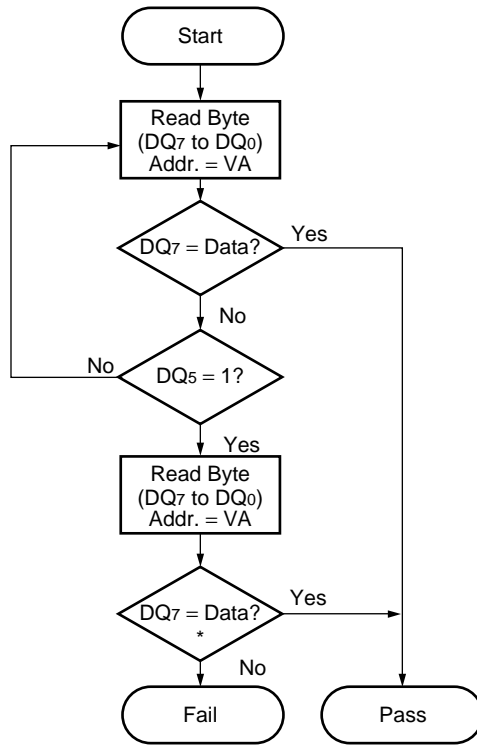 Start
Read Byte
(DQ7 to DQ0)
Addr. = VA
DQ7 = Data?
Yes
No
No
DQ5 = 1?
Yes
Read Byte
(DQ7 to DQ0)
Addr. = VA
DQ7 = Data?
*
Yes
No
Fail
Pass